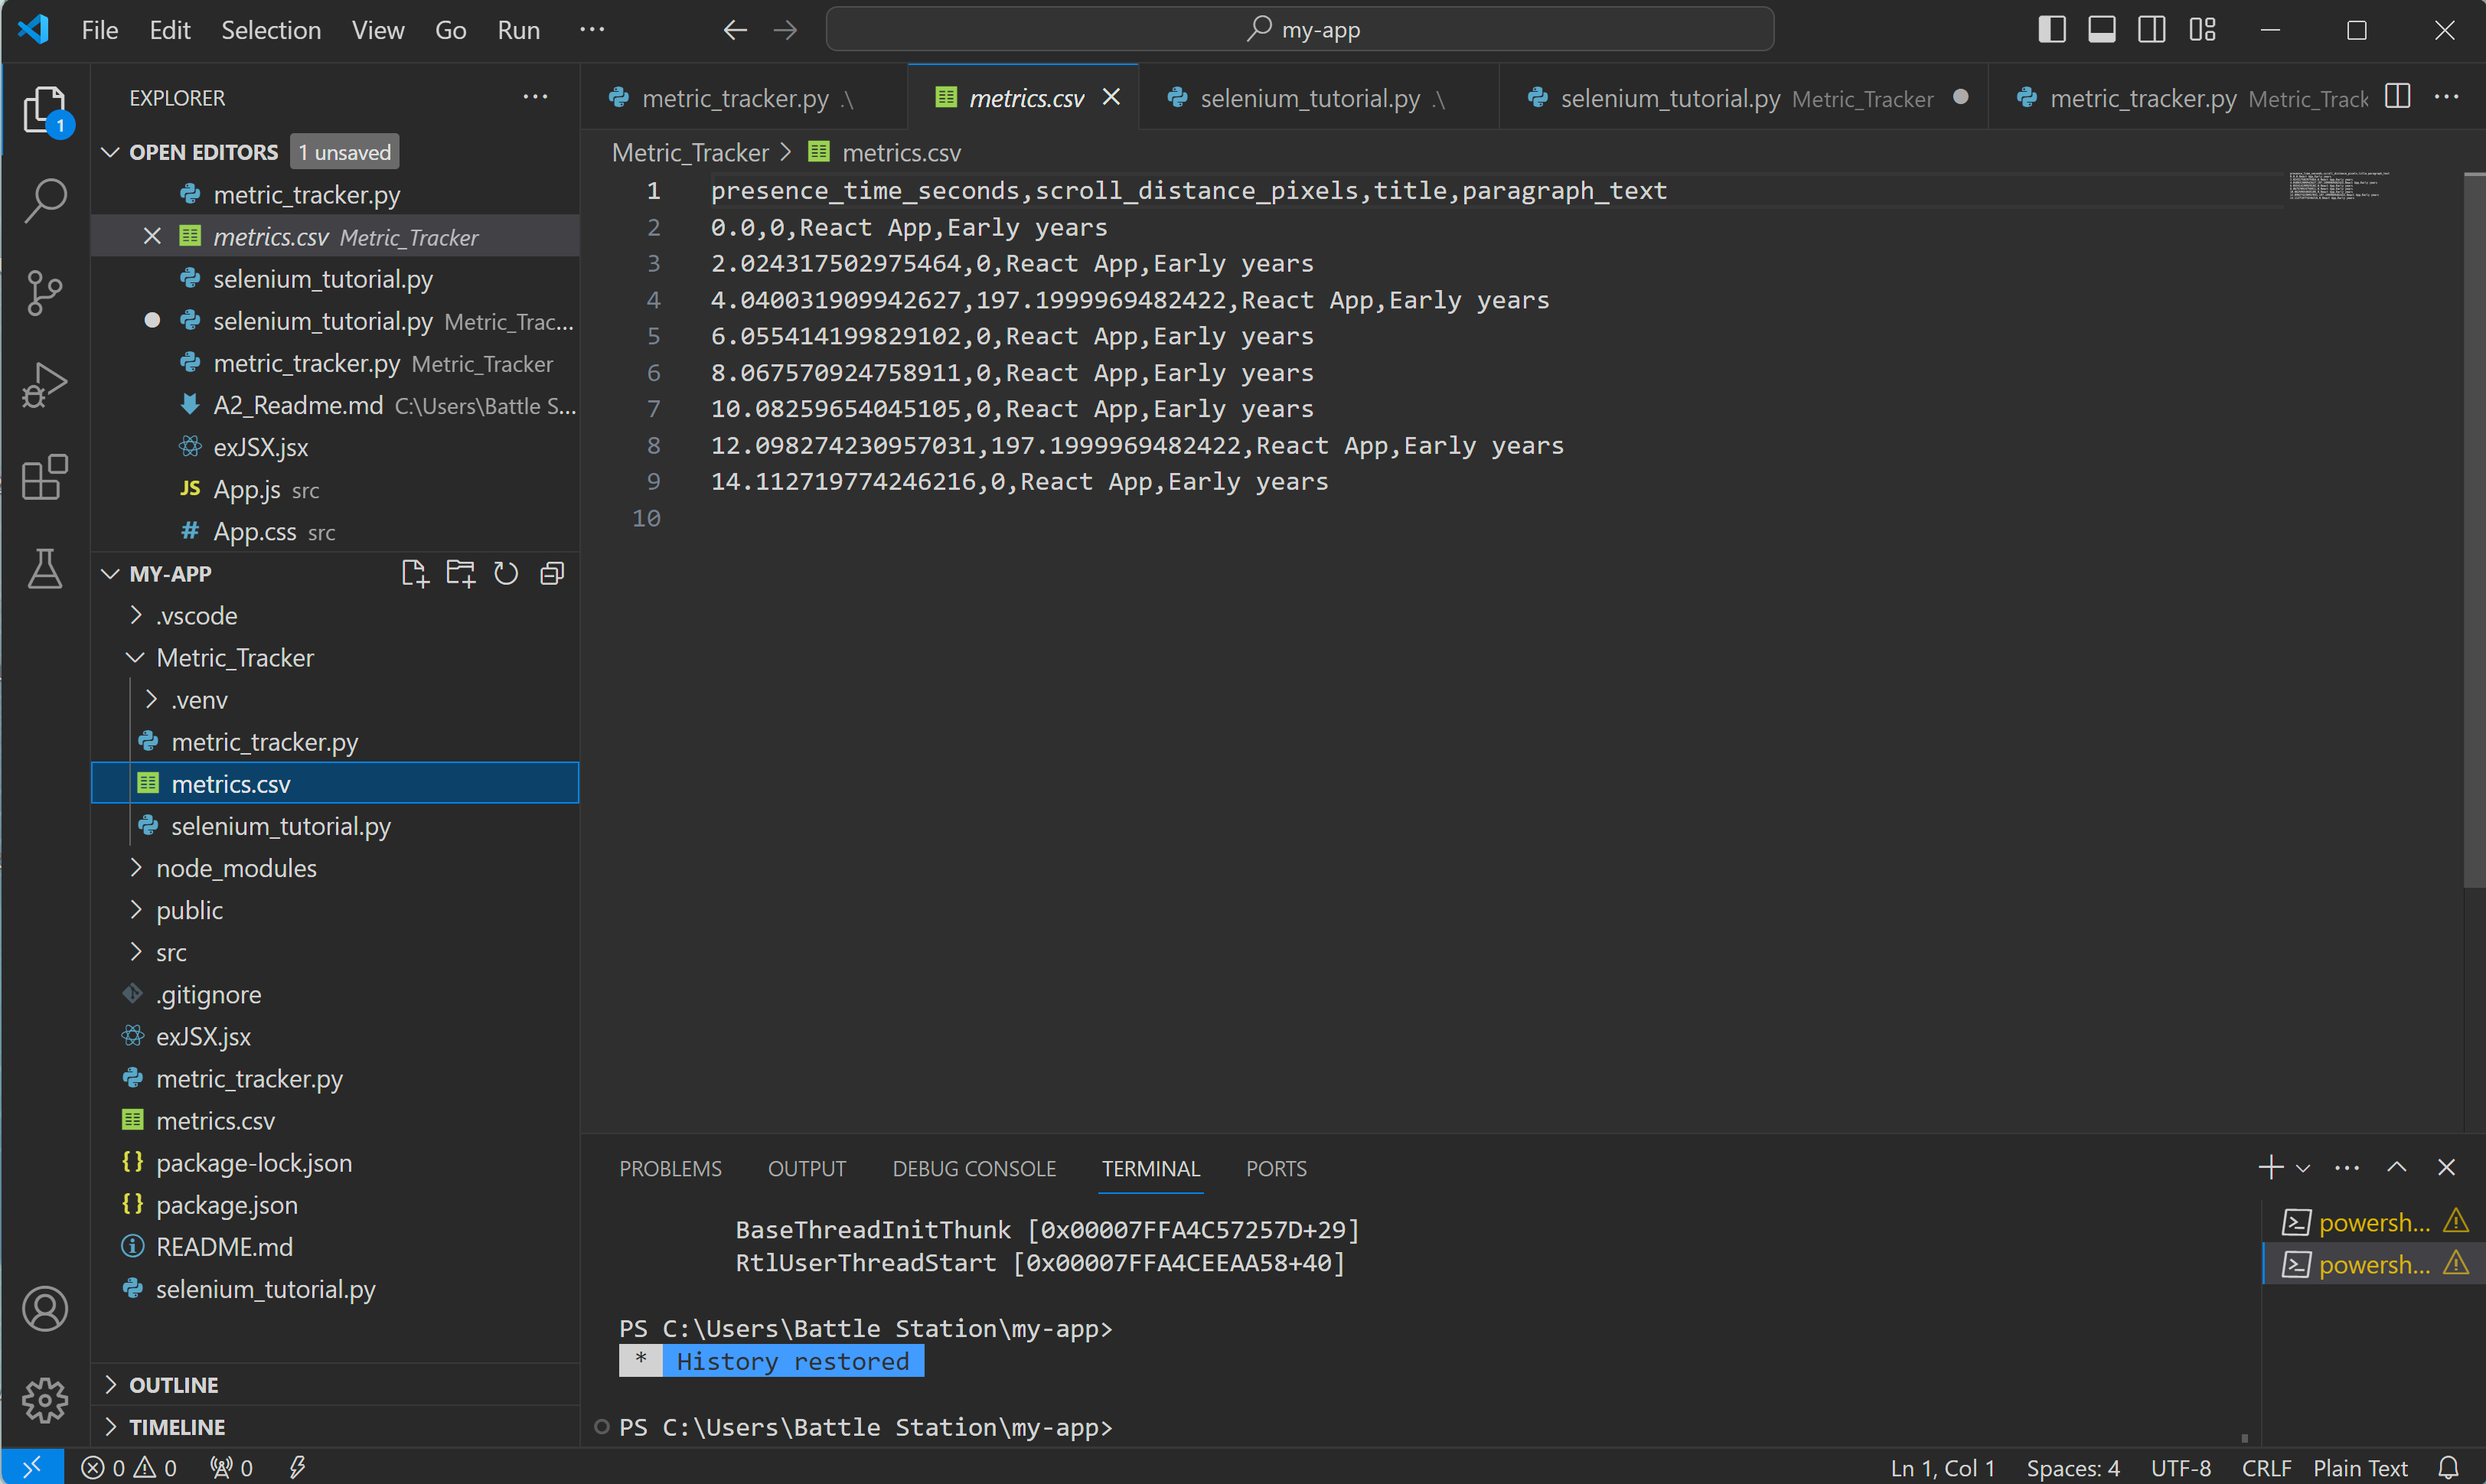 File Edit Selection View Go Run ··· my-app
EXPLORER ···
OPEN EDITORS 1 unsaved
metric_tracker.py
metrics.csv Metric_Tracker
selenium_tutorial.py
selenium_tutorial.py Metric_Trac...
metric_tracker.py Metric_Tracker
A2_Readme.md C:\Users\Battle S...
exJSX.jsx
JS App.js src
# App.css src
MY-APP
.vscode
Metric_Tracker
.venv
metric_tracker.py
metrics.csv
selenium_tutorial.py
node_modules
public
src
.gitignore
exJSX.jsx
metric_tracker.py
metrics.csv
{} package-lock.json
{} package.json
README.md
selenium_tutorial.py
OUTLINE
TIMELINE
1
metric_tracker.py .\ metrics.csv selenium_tutorial.py .\ selenium_tutorial.py Metric_Tracker metric_tracker.py Metric_Track ···
Metric_Tracker > metrics.csv
1 presence_time_seconds,scroll_distance_pixels,title,paragraph_text
2 0.0,0,React App,Early years
3 2.024317502975464,0,React App,Early years
4 4.040031909942627,197.1999969482422,React App,Early years
5 6.055414199829102,0,React App,Early years
6 8.067570924758911,0,React App,Early years
7 10.08259654045105,0,React App,Early years
8 12.098274230957031,197.1999969482422,React App,Early years
9 14.112719774246216,0,React App,Early years
10
PROBLEMS OUTPUT DEBUG CONSOLE TERMINAL PORTS
BaseThreadInitThunk [0x00007FFA4C57257D+29]
RtlUserThreadStart [0x00007FFA4CEEAA58+40]
PS C:\Users\Battle Station\my-app>
* History restored
PS C:\Users\Battle Station\my-app>
powersh...
powersh...
0 0 0 Ln 1, Col 1 Spaces: 4 UTF-8 CRLF Plain Text